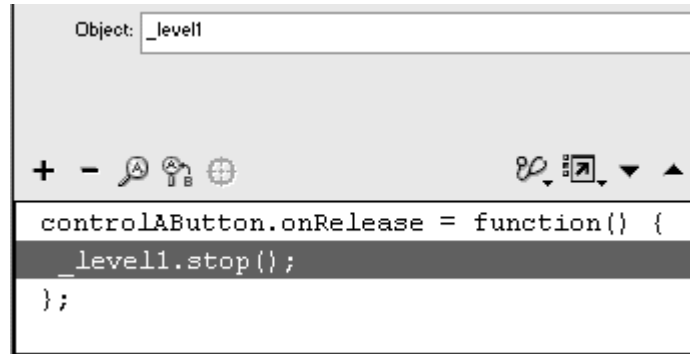 Object: _level1
controlAButton.onRelease = function() {
_level1.stop();
};